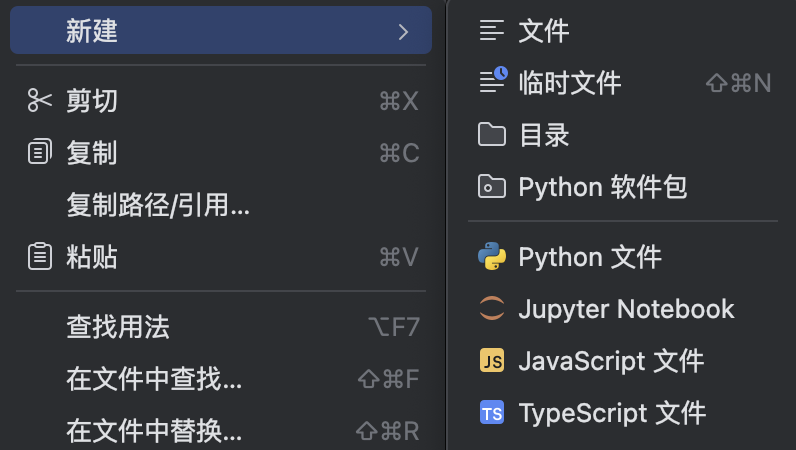 新建
剪切 ⌘X
复制 ⌘C
复制路径/引用...
粘贴 ⌘V
查找用法 ⌥F7
在文件中查找... ⇧⌘F
在文件中替换... ⇧⌘R
文件
临时文件 ⇧⌘N
目录
Python 软件包
Python 文件
Jupyter Notebook
JS JavaScript 文件
TS TypeScript 文件